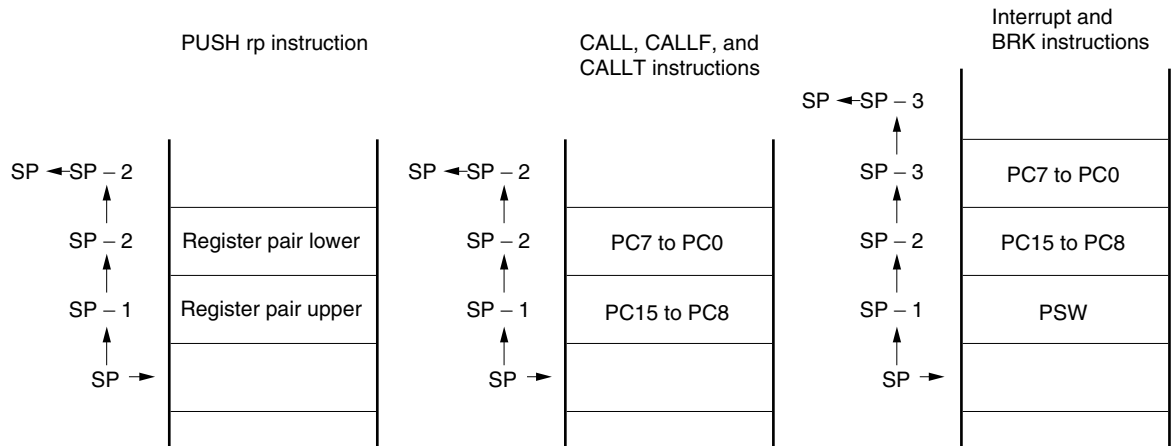 PUSH rp instruction
SP
SP – 2
SP – 2
Register pair lower
SP – 1
Register pair upper
SP
CALL, CALLF, and
CALLT instructions
SP
SP – 2
SP – 2
PC7 to PC0
SP – 1
PC15 to PC8
SP
Interrupt and
BRK instructions
SP
SP – 3
SP – 3
PC7 to PC0
SP – 2
PC15 to PC8
SP – 1
PSW
SP